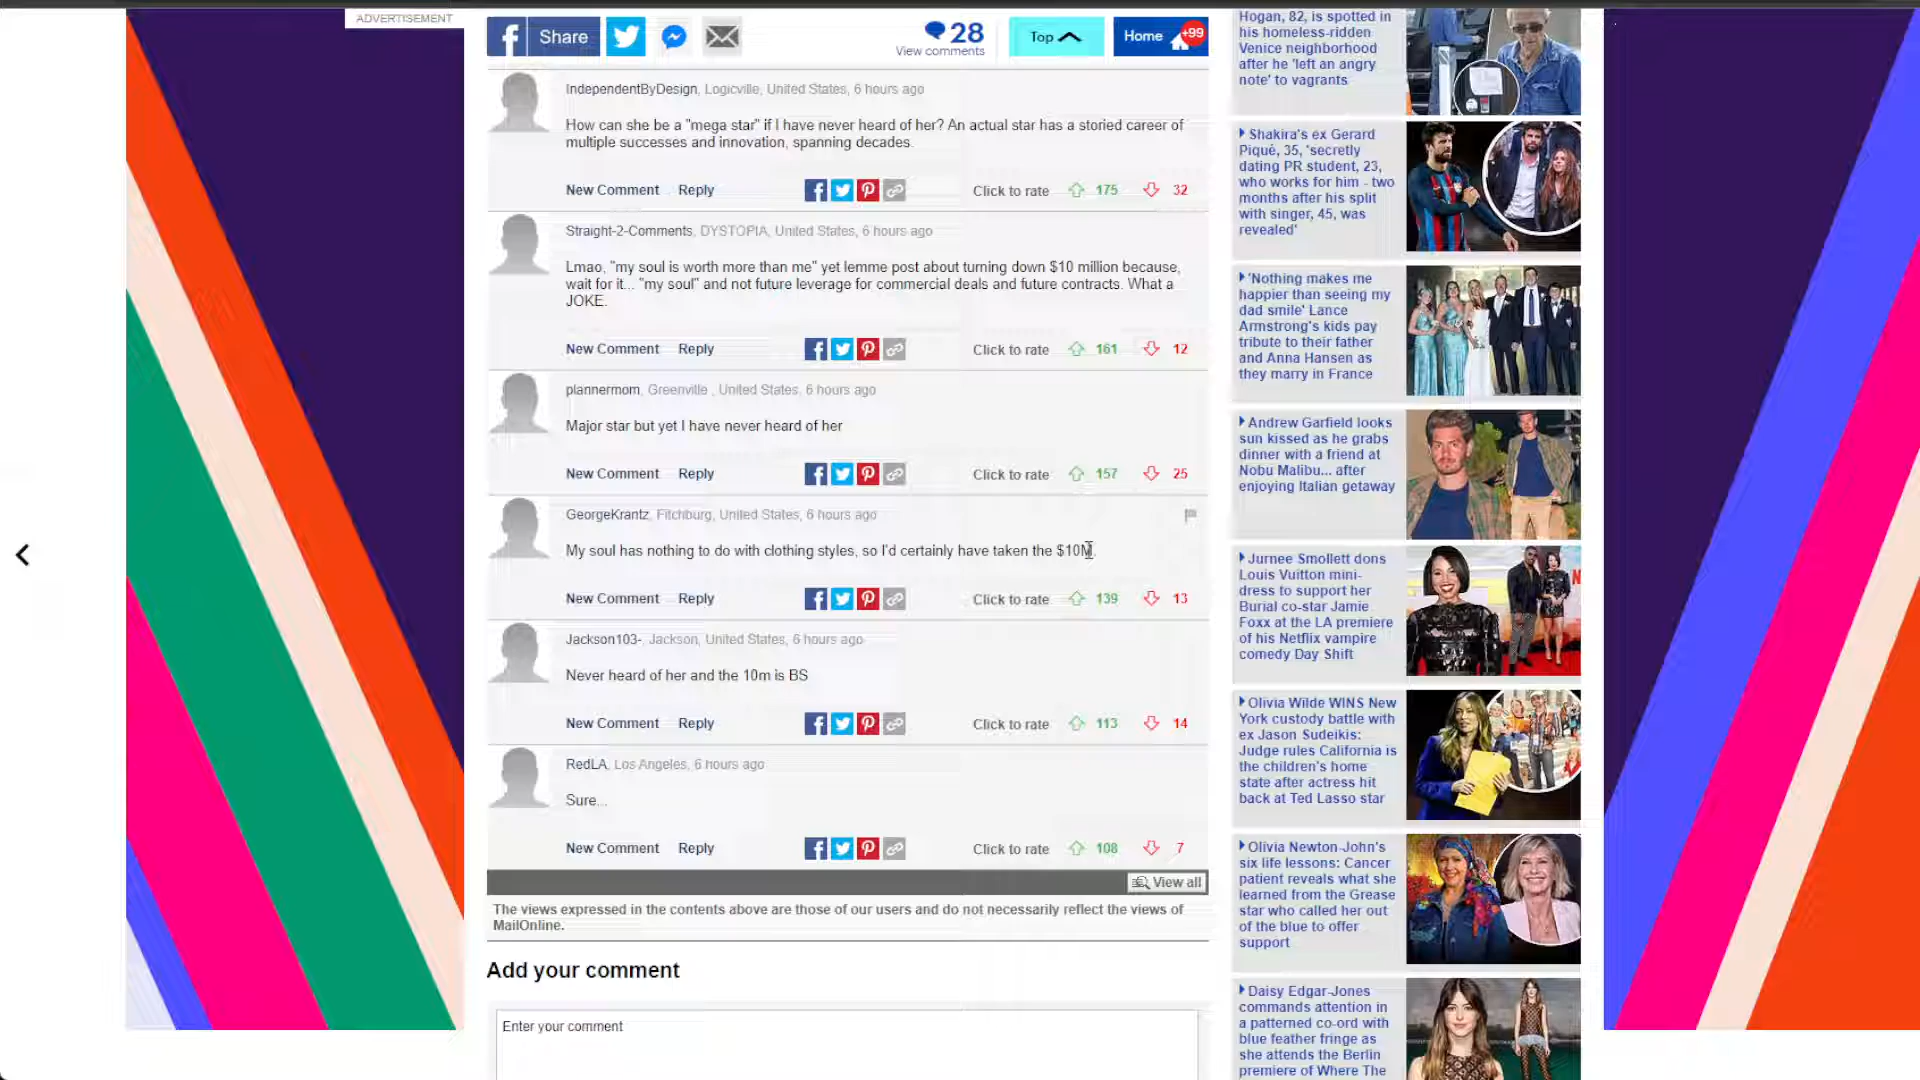 ADVERTISEMENT
Share
28
View comments
Top
Home
+99
IndependentByDesign, Logicville, United States, 6 hours ago
How can she be a "mega star" if I have never heard of her? An actual star has a storied career of
multiple successes and innovation, spanning decades.
New Comment Reply
Click to rate 175 32
Straight-2-Comments, DYSTOPIA, United States, 6 hours ago
Lmao, "my soul is worth more than me" yet lemme post about turning down $10 million because,
wait for it... "my soul" and not future leverage for commercial deals and future contracts. What a
JOKE.
New Comment Reply
Click to rate 161 12
plannermom, Greenville , United States, 6 hours ago
Major star but yet I have never heard of her
New Comment Reply
Click to rate 157 25
GeorgeKrantz, Fitchburg, United States, 6 hours ago
My soul has nothing to do with clothing styles, so I'd certainly have taken the $10M.
New Comment Reply
Click to rate 139 13
Jackson103-, Jackson, United States, 6 hours ago
Never heard of her and the 10m is BS
New Comment Reply
Click to rate 113 14
RedLA, Los Angeles, 6 hours ago
Sure...
New Comment Reply
Click to rate 108 7
View all
The views expressed in the contents above are those of our users and do not necessarily reflect the views of
MailOnline.
Add your comment
Enter your comment
Hogan, 82, is spotted in
his homeless-ridden
Venice neighborhood
after he 'left an angry
note' to vagrants
Shakira's ex Gerard
Piqué, 35, 'secretly
dating PR student, 23,
who works for him - two
months after his split
with singer, 45, was
revealed'
'Nothing makes me
happier than seeing my
dad smile' Lance
Armstrong's kids pay
tribute to their father
and Anna Hansen as
they marry in France
Andrew Garfield looks
sun kissed as he grabs
dinner with a friend at
Nobu Malibu... after
enjoying Italian getaway
Jurnee Smollett dons
Louis Vuitton mini-
dress to support her
Burial co-star Jamie
Foxx at the LA premiere
of his Netflix vampire
comedy Day Shift
Olivia Wilde WINS New
York custody battle with
ex Jason Sudeikis:
Judge rules California is
the children's home
state after actress hit
back at Ted Lasso star
Olivia Newton-John's
six life lessons: Cancer
patient reveals what she
learned from the Grease
star who called her out
of the blue to offer
support
Daisy Edgar-Jones
commands attention in
a patterned co-ord with
blue feather fringe as
she attends the Berlin
premiere of Where The